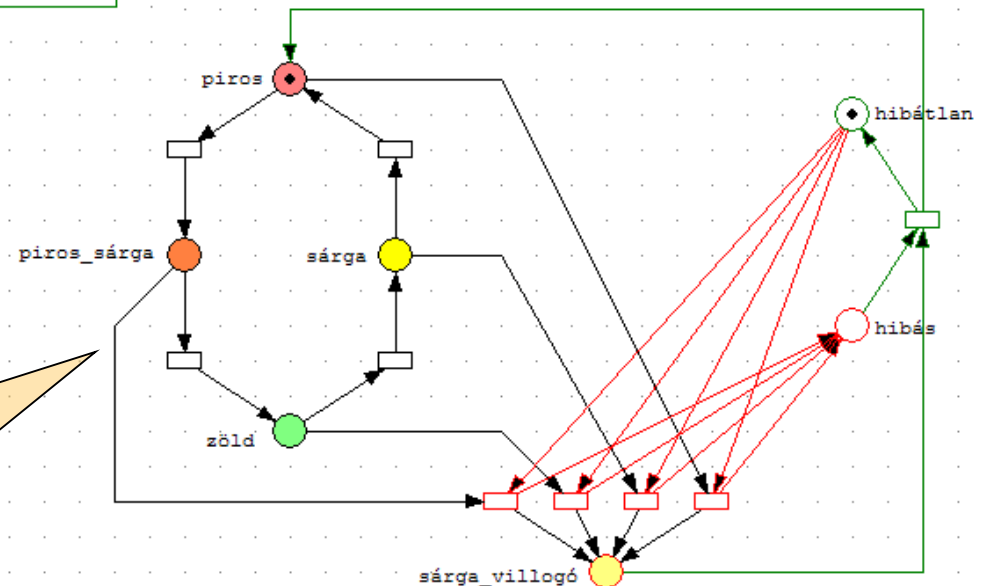 piros
hibátlan
piros_sárga
sárga
hibás
zöld
sárga_villogó